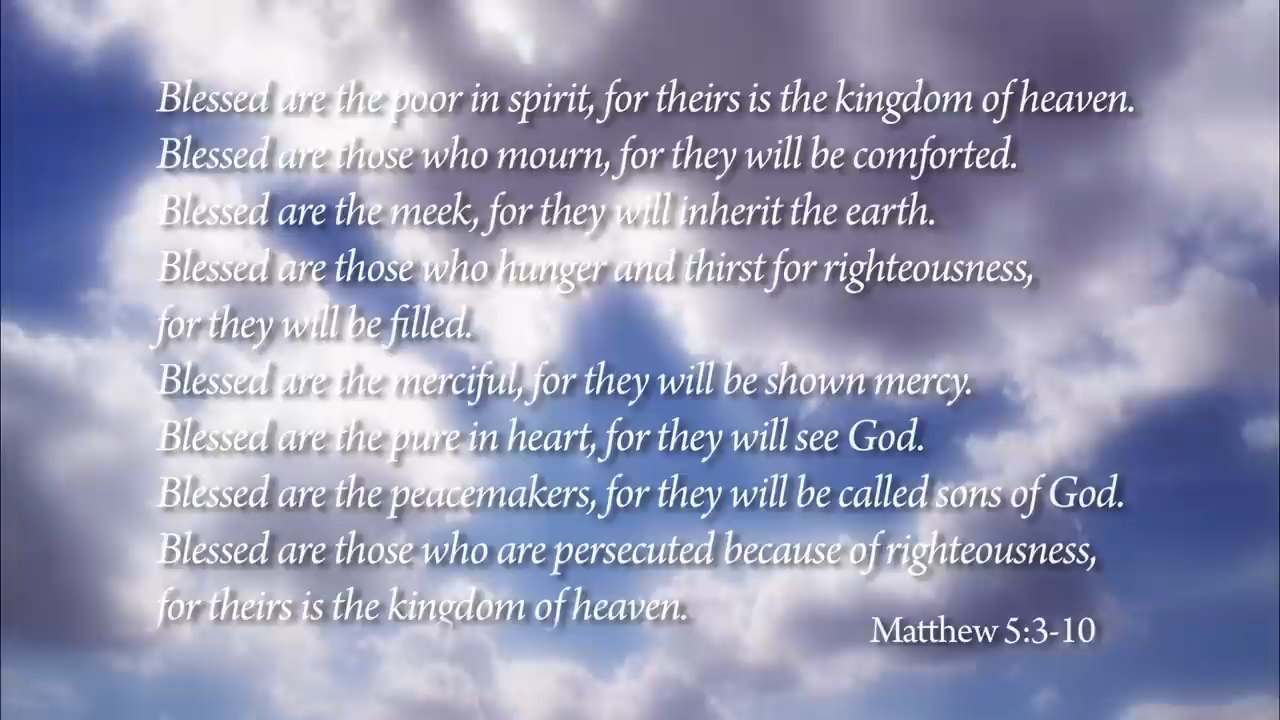 Blessed are the poor in spirit, for theirs is the kingdom of heaven.
Blessed are those who mourn, for they will be comforted.
Blessed are the meek, for they will inherit the earth.
Blessed are those who hunger and thirst for righteousness,
for they will be filled.
Blessed are the merciful, for they will be shown mercy.
Blessed are the pure in heart, for they will see God.
Blessed are the peacemakers, for they will be called sons of God.
Blessed are those who are persecuted because of righteousness,
for theirs is the kingdom of heaven.
Matthew 5:3-10